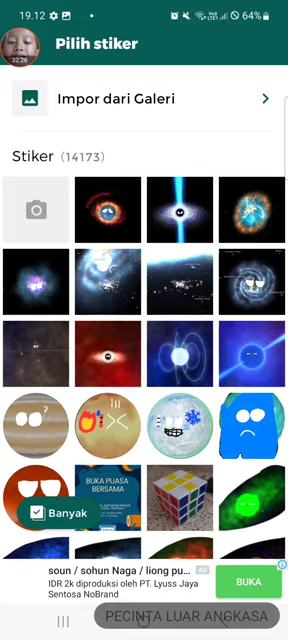 19.12
64%
32:26
Pilih stiker
Impor dari Galeri
Stiker (14173)
BUKA PUASA
BERSAMA
Banyak
soun / sohun Naga / liong pu...
Ad
IDR 2k diproduksi oleh PT. Lyuss Jaya
Sentosa NoBrand
BUKA
PECINTA LUAR ANGKASA